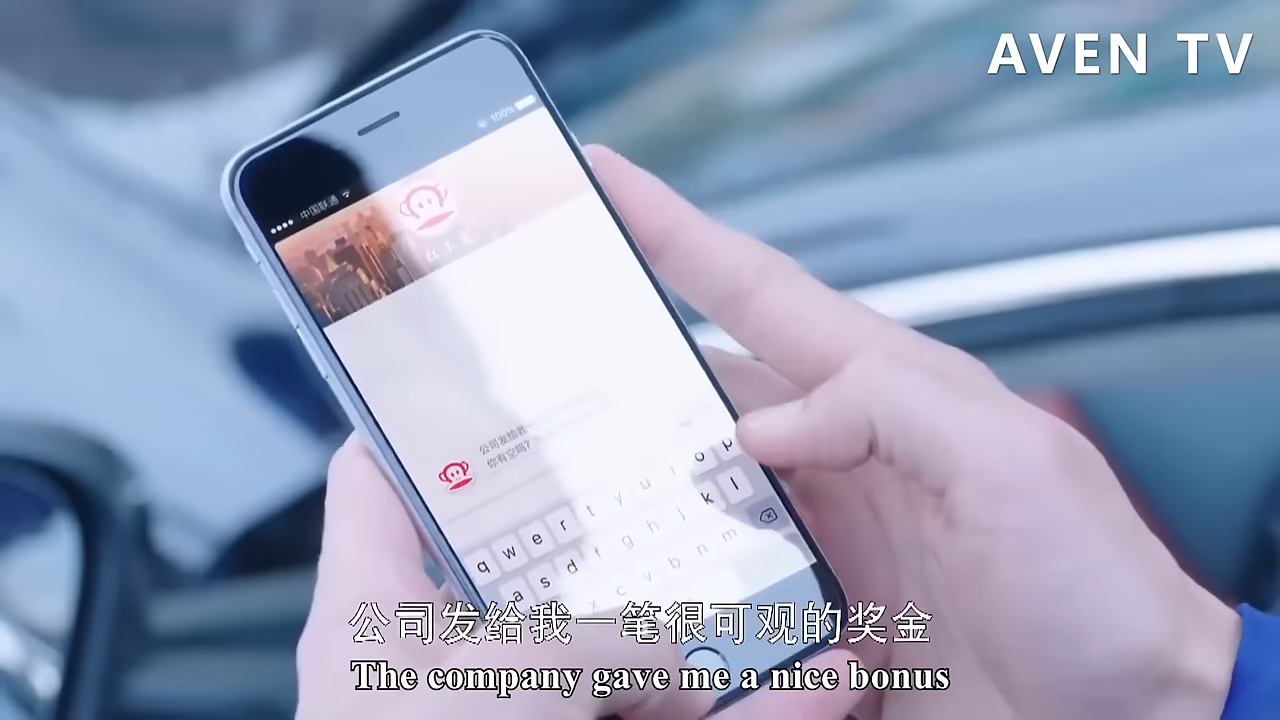 AVEN TV
100%
中国联通
公司发给我一
你有空吗?
q w e r t y u i o p
a s d f g h j k l
x c v b n m
公司发给我一笔很可观的奖金
The company gave me a nice bonus